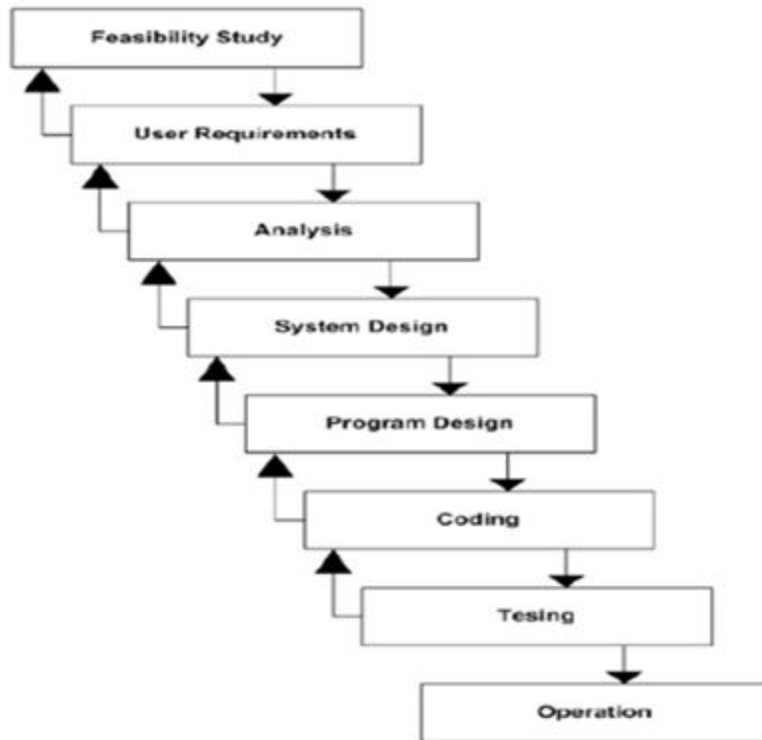 Feasibility Study
User Requirements
Analysis
System Design
Program Design
Coding
Tesing
Operation